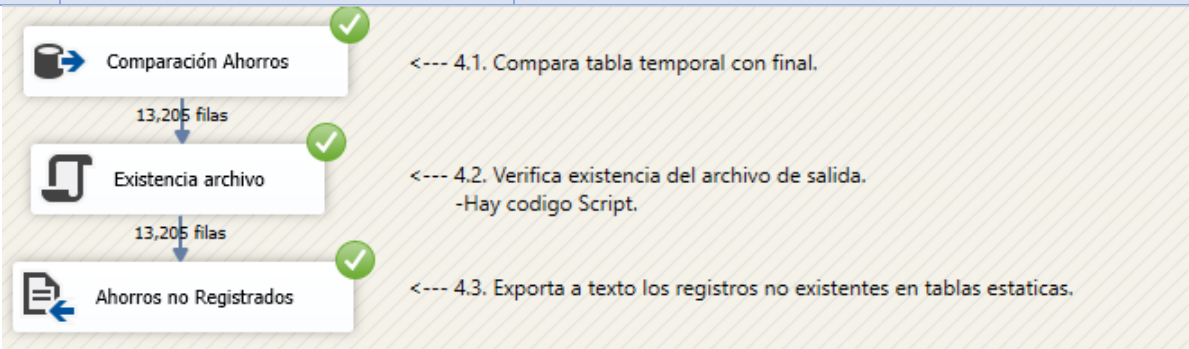 Comparación Ahorros
<--- 4.1. Compara tabla temporal con final.
13,205 filas
Existencia archivo
<--- 4.2. Verifica existencia del archivo de salida.
-Hay codigo Script.
13,205 filas
Ahorros no Registrados
<--- 4.3. Exporta a texto los registros no existentes en tablas estaticas.